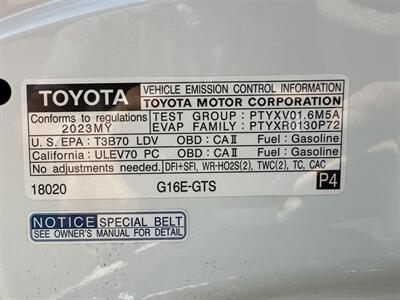 TOYOTA
VEHICLE EMISSION CONTROL INFORMATION
TOYOTA MOTOR CORPORATION
Conforms to regulations
2023MY
TEST GROUP : PTYXV01.6M5A
EVAP FAMILY : PTYXR0130P72
U.S. EPA : T3B70 LDV OBD : CAⅡ Fuel : Gasoline
California : ULEV70 PC OBD : CAⅡ Fuel : Gasoline
No adjustments needed. DFI+SFI, WR-HO2S(2), TWC(2), TC, CAC
18020 G16E-GTS P4
NOTICE SPECIAL BELT
SEE OWNER'S MANUAL FOR DETAIL